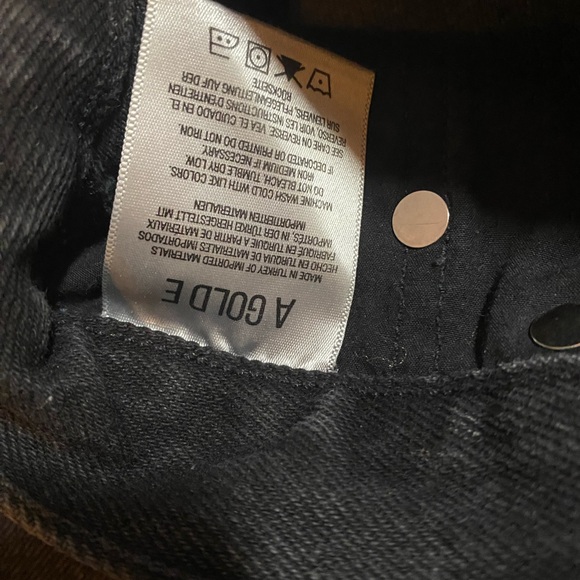 A GOLD E
MADE IN TURKEY OF IMPORTED
MATERIALS
HECHO EN TURQUIA DE MATERIALES IMPORTADOS
FABRIQUE EN TURQUIE A PARTIR DE MATERIAUX
IMPORTÉS, IN DER TÜRKEI HERGESTELLT MIT
IMPORTIERTEN MATERIALIEN
MACHINE WASH COLD WITH LIKE COLORS.
DO NOT BLEACH. TUMBLE DRY LOW.
IRON MEDIUM IF NECESSARY.
IF DECORATED OR PRINTED DO NOT IRON.
SEE CARE ON REVERSE. VEA EL CUIDADO EN EL
REVERSO, VOIR LES INSTRUCTIONS D'ENTRETIEN
SUR L'ENVERS, PFLEGEANLEITUNG AUF DER
RÜCKSEITE